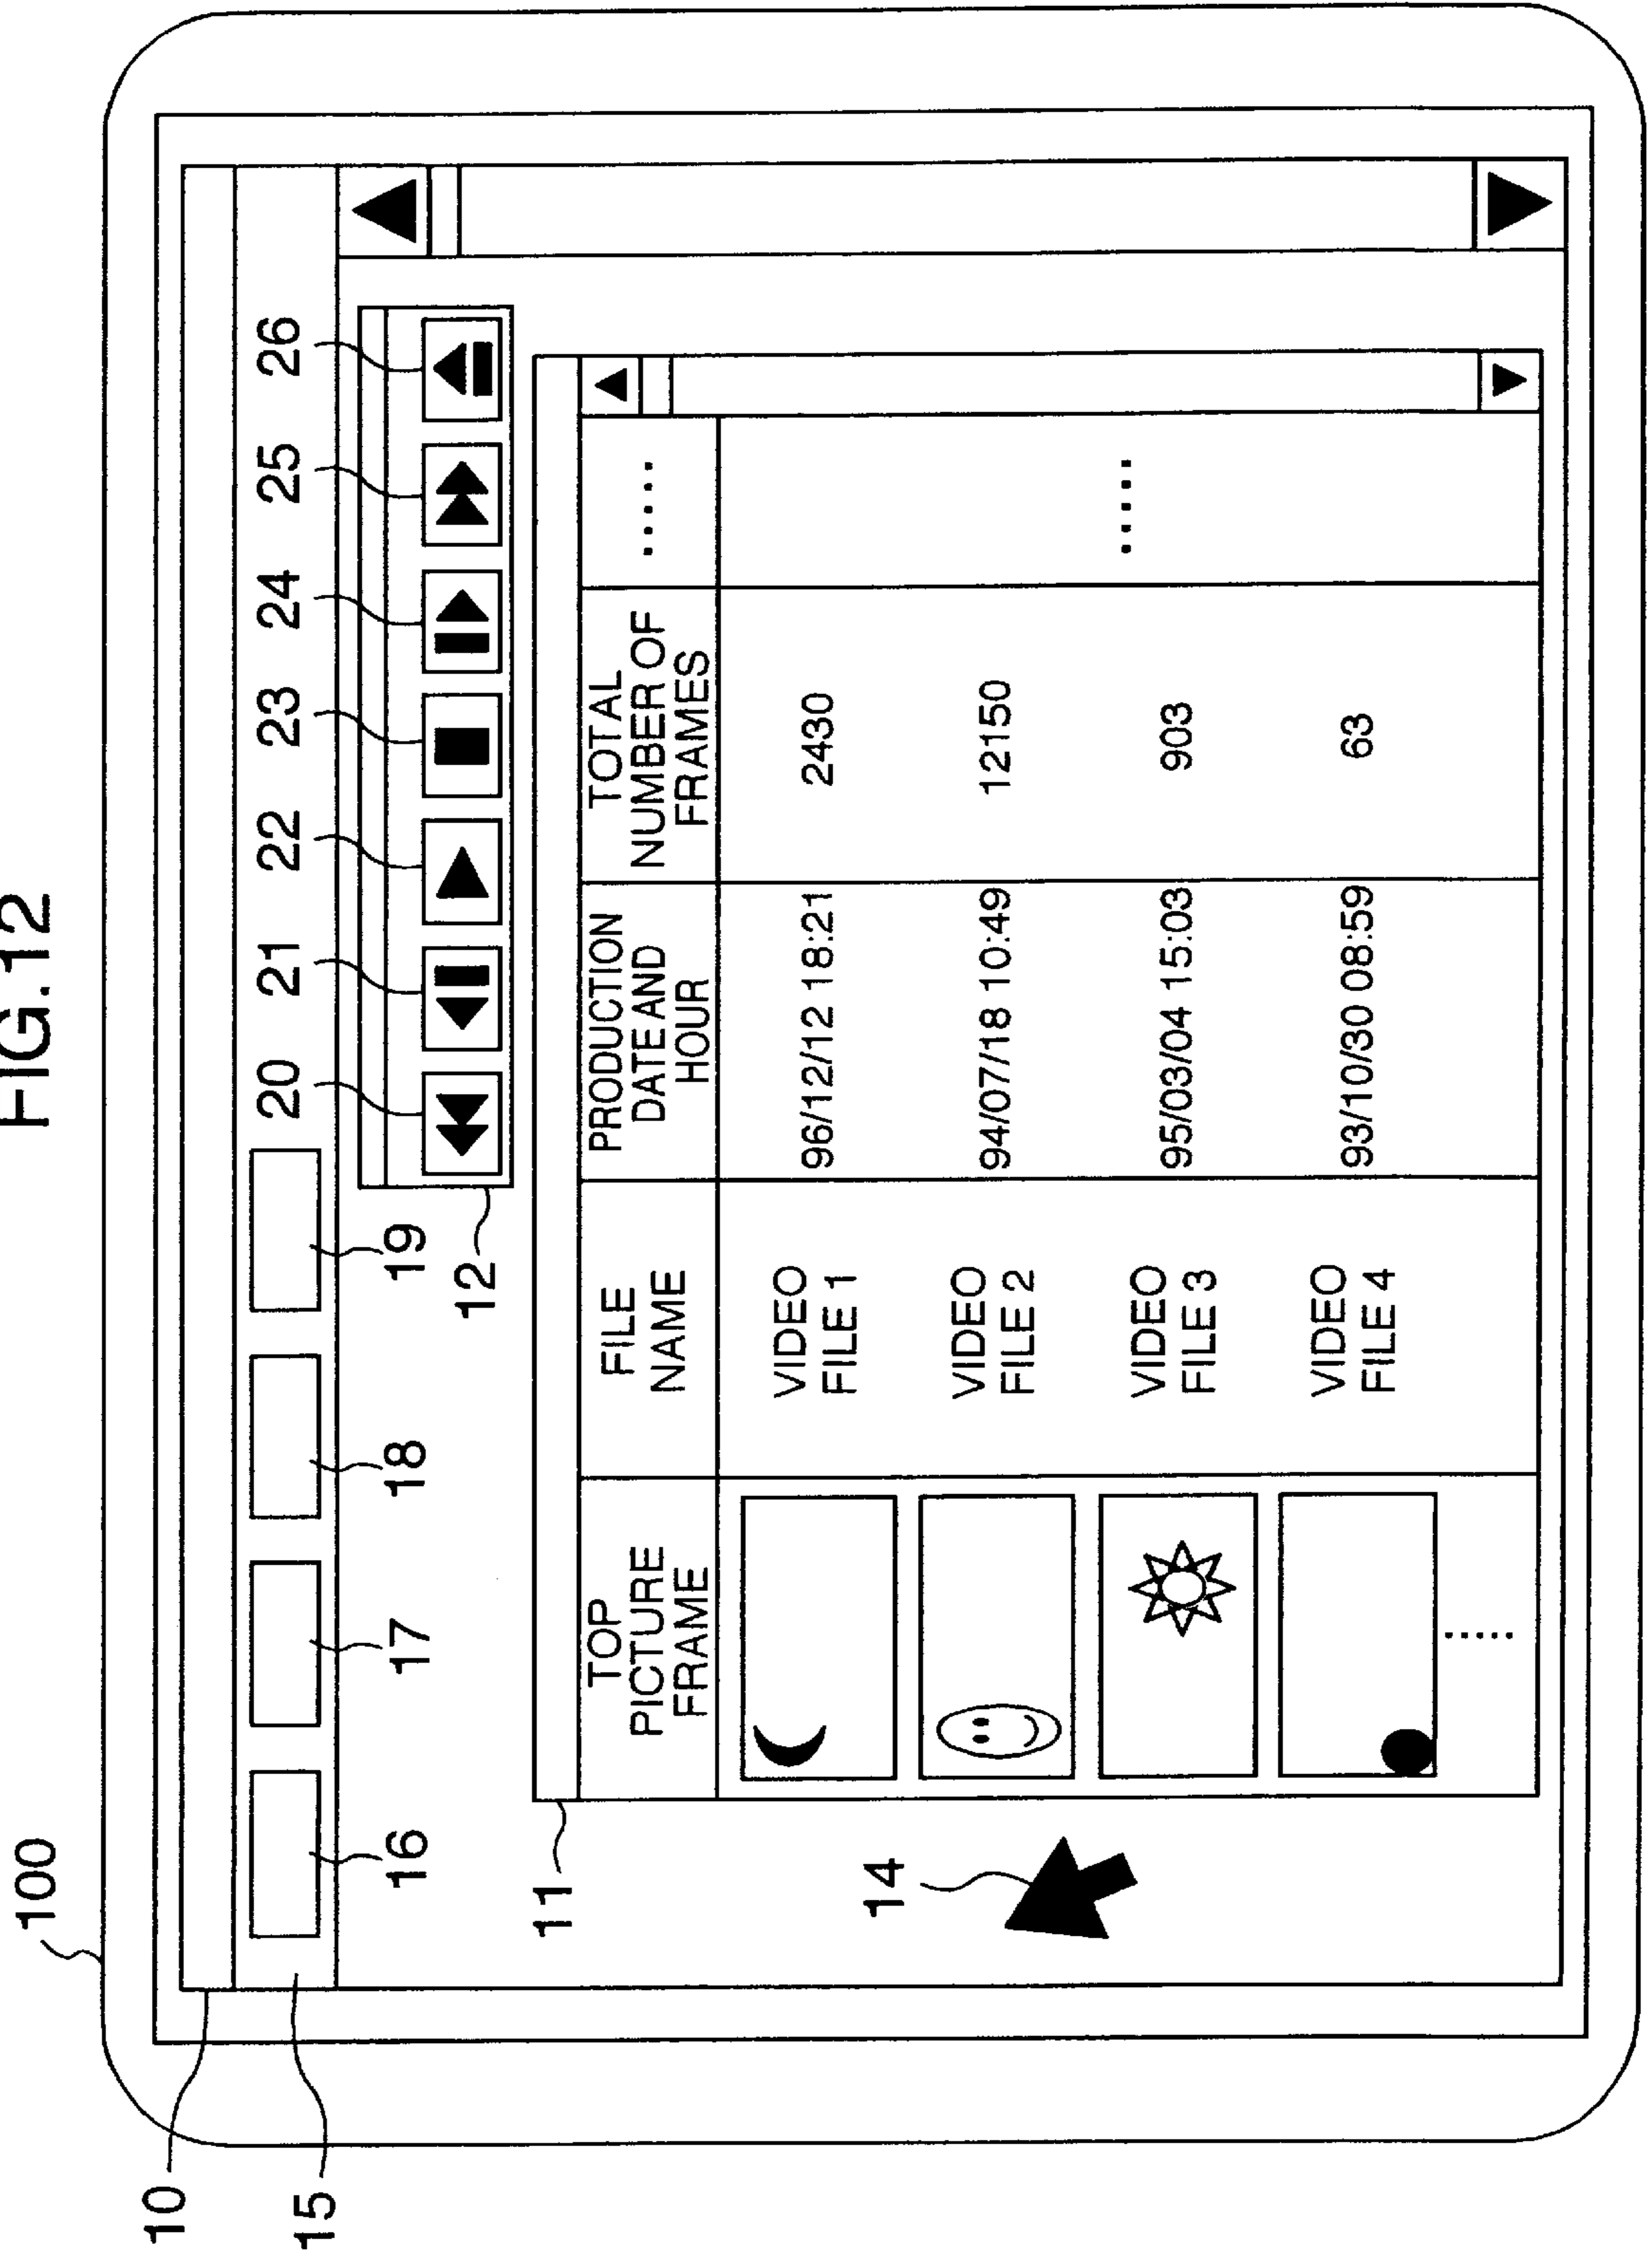 FIG.12
100
10
15
16
17
18
19
20
21
22
23
24
25
26
12
11
14
TOP
PICTURE
FRAME
FILE
NAME
PRODUCTION
DATE AND
HOUR
TOTAL
NUMBER OF
FRAMES
.....
VIDEO
FILE 1
96/12/12 18:21
2430
VIDEO
FILE 2
94/07/18 10:49
12150
VIDEO
FILE 3
95/03/04 15:03
903
VIDEO
FILE 4
93/10/30 08:59
63
.....
.....